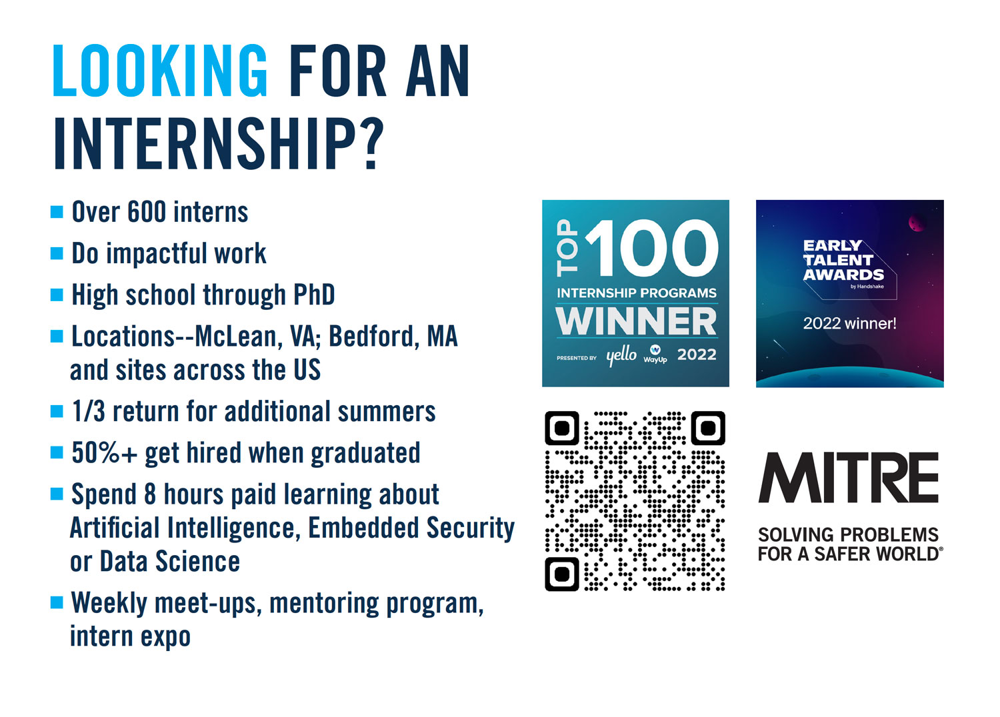 LOOKING FOR AN
INTERNSHIP?
Over 600 interns
Do impactful work
High school through PhD
Locations--McLean, VA; Bedford, MA
and sites across the US
1/3 return for additional summers
50%+ get hired when graduated
Spend 8 hours paid learning about
Artificial Intelligence, Embedded Security
or Data Science
Weekly meet-ups, mentoring program,
intern expo
TOP 100
INTERNSHIP PROGRAMS
WINNER
PRESENTED BY yello W WayUp 2022
EARLY
TALENT
AWARDS
by Handshake
2022 winner!
MITRE
SOLVING PROBLEMS
FOR A SAFER WORLD®